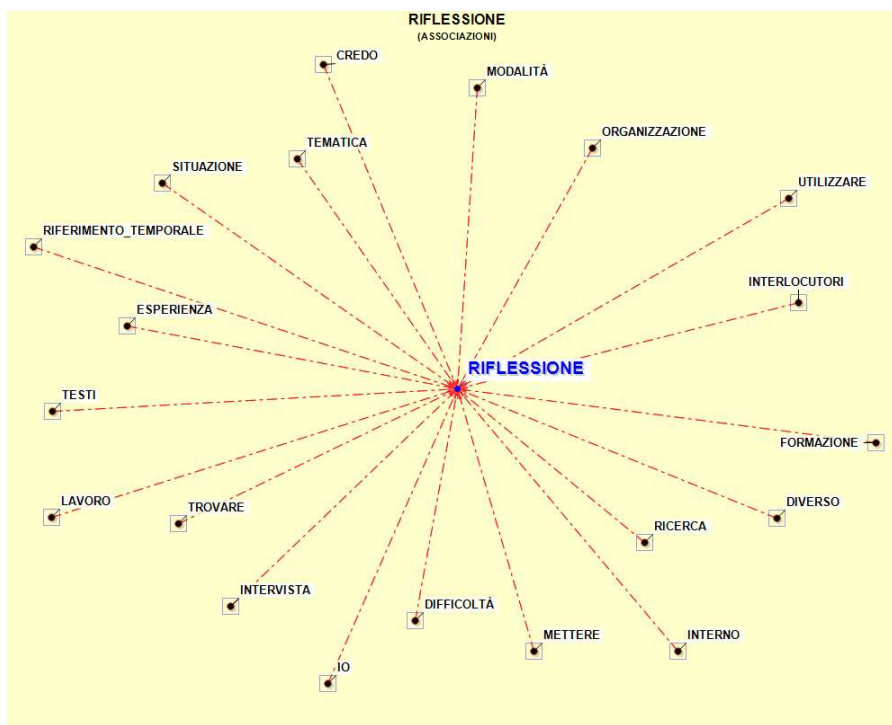 RIFLESSIONE
(ASSOCIAZIONI)
CREDO
MODALITÀ
ORGANIZZAZIONE
TEMATICA
SITUAZIONE
UTILIZZARE
RIFERIMENTO_TEMPORALE
INTERLOCUTORI
ESPERIENZA
RIFLESSIONE
TESTI
FORMAZIONE
LAVORO
TROVARE
DIVERSO
RICERCA
INTERVISTA
DIFFICOLTÀ
METTERE
INTERNO
IO